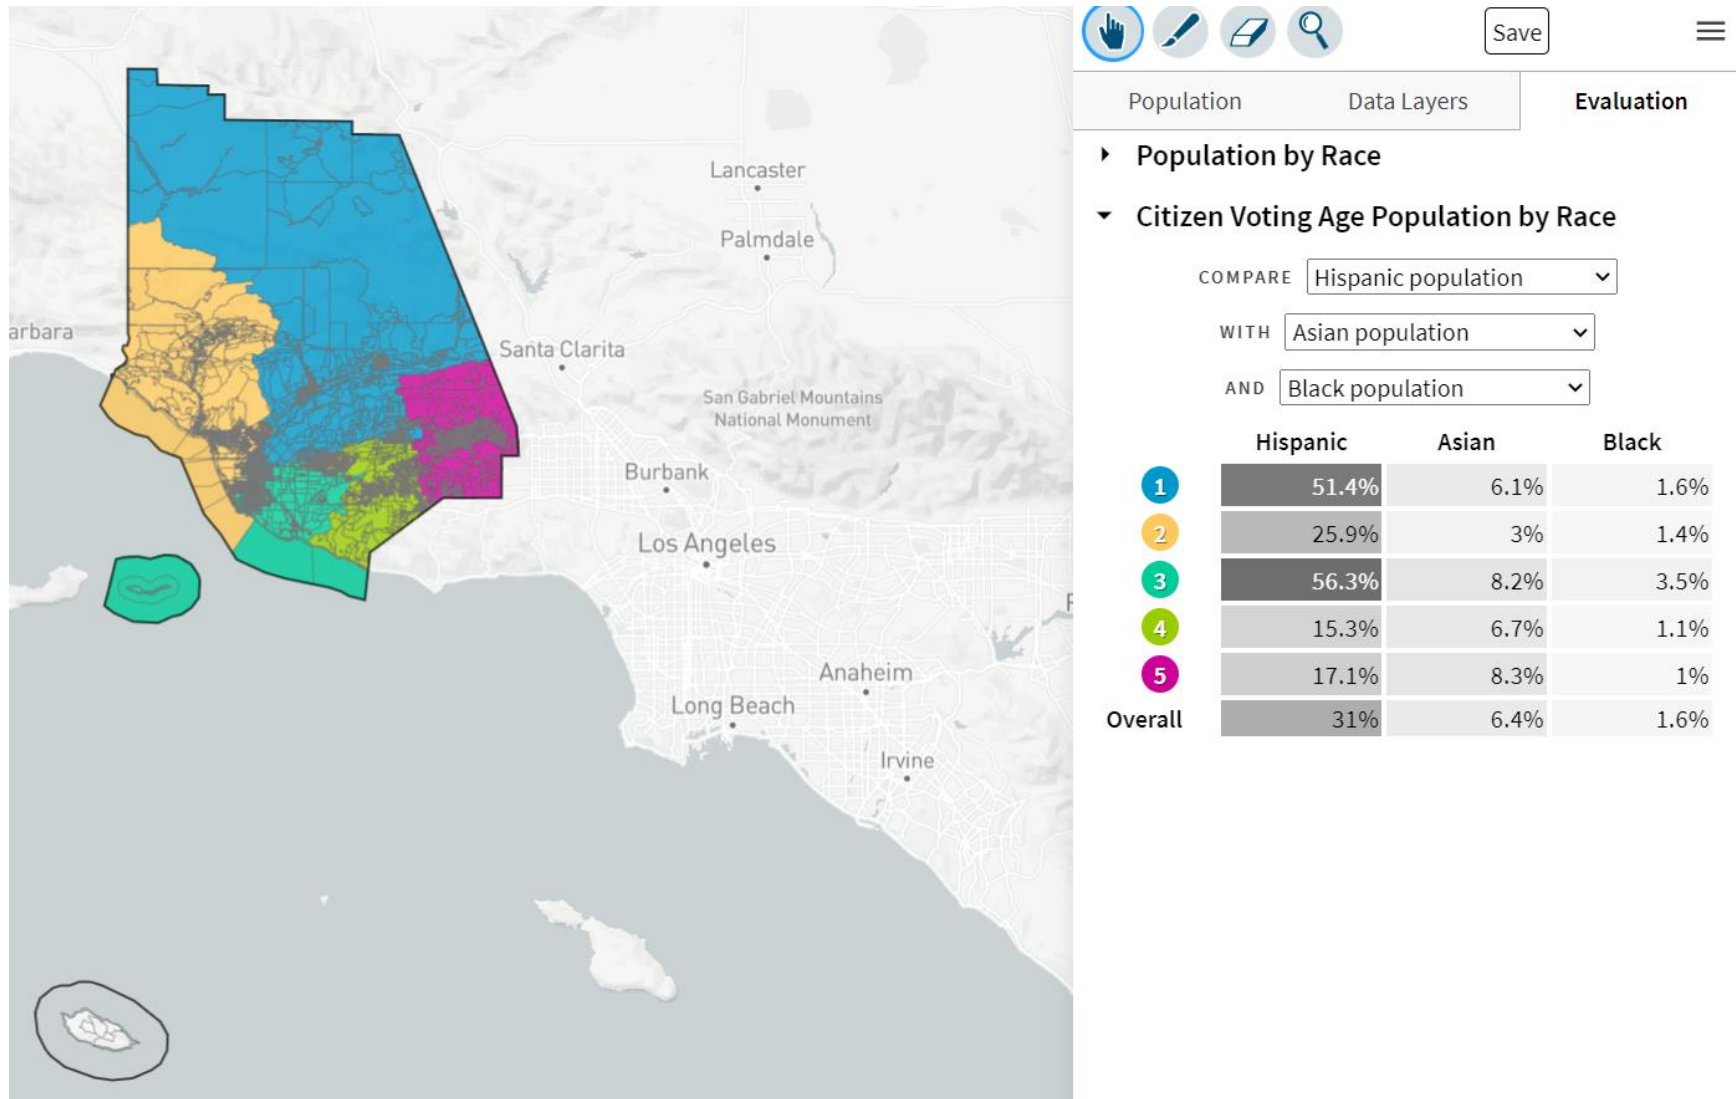 Lancaster
Palmdale
arbara
Santa Clarita
San Gabriel Mountains
National Monument
Burbank
Los Angeles
Anaheim
Long Beach
Irvine
Save
Population Data Layers Evaluation
Population by Race
Citizen Voting Age Population by Race
COMPARE Hispanic population
WITH Asian population
AND Black population
Hispanic Asian Black
1 51.4% 6.1% 1.6%
2 25.9% 3% 1.4%
3 56.3% 8.2% 3.5%
4 15.3% 6.7% 1.1%
5 17.1% 8.3% 1%
Overall 31% 6.4% 1.6%